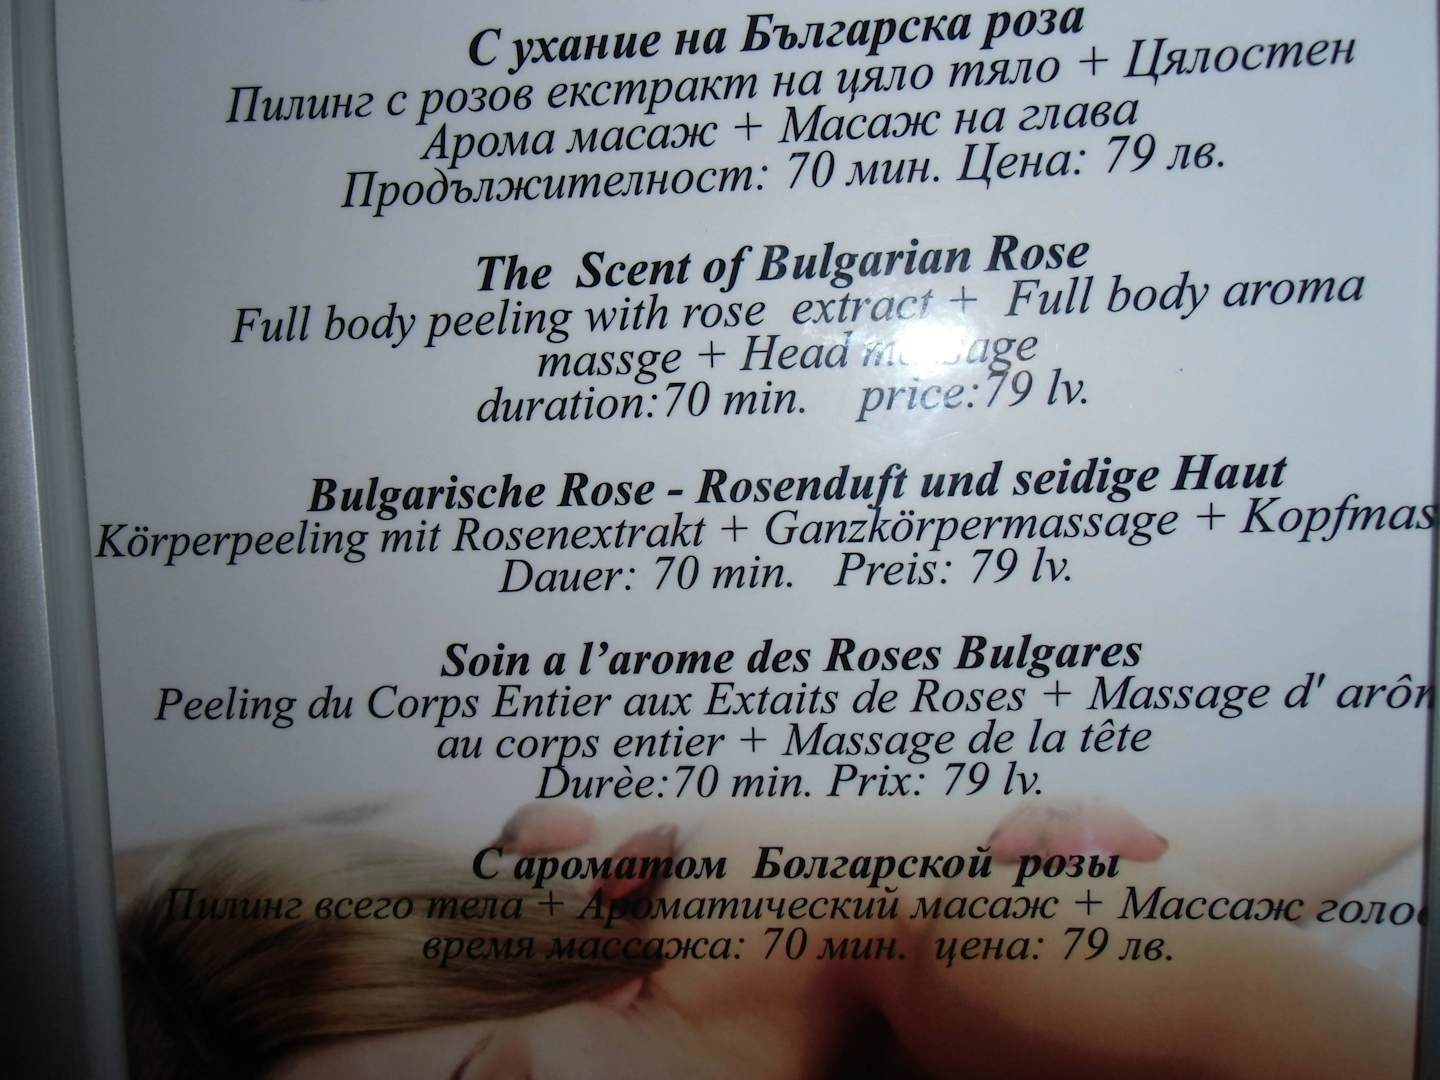 С ухание на Българска роза
Пилинг с розов екстракт на цяло тяло + Цялостен
Арома масаж + Масаж на глава
Продължителност: 70 мин. Цена: 79 лв.
The Scent of Bulgarian Rose
Full body peeling with rose extract + Full body aroma
massge + Head massage
duration:70 min. price:79 lv.
Bulgarische Rose - Rosenduft und seidige Haut
Körperpeeling mit Rosenextrakt + Ganzkörpermassage + Kopfmas
Dauer: 70 min. Preis: 79 lv.
Soin a l’arome des Roses Bulgares
Peeling du Corps Entier aux Extaits de Roses + Massage d' arôm
au corps entier + Massage de la tête
Durèe:70 min. Prix: 79 lv.
С ароматом Болгарской розы
Пилинг всего тела + Ароматический масаж + Массаж голо
время массажа: 70 мин. цена: 79 лв.